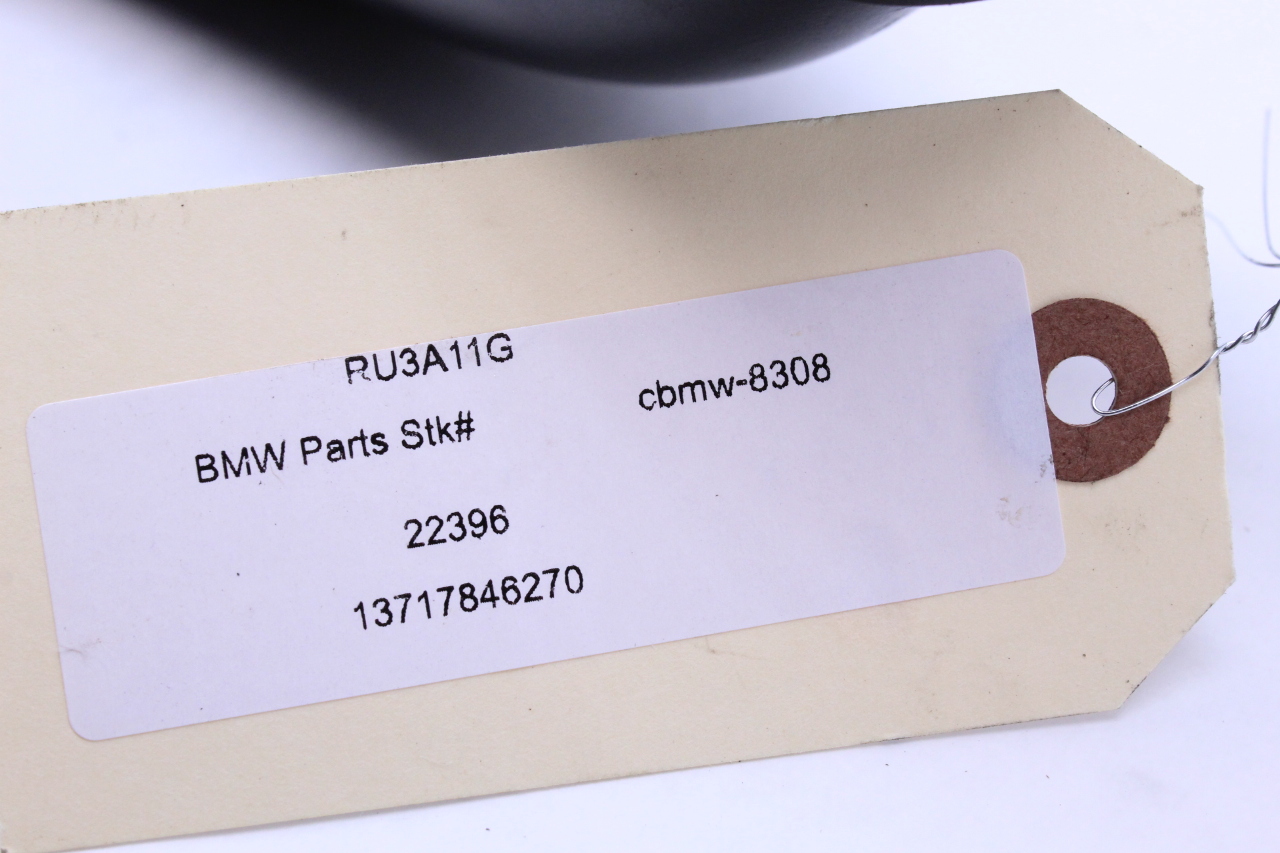 RU3A11G
cbmw-8308
BMW Parts Stk#
22396
13717846270